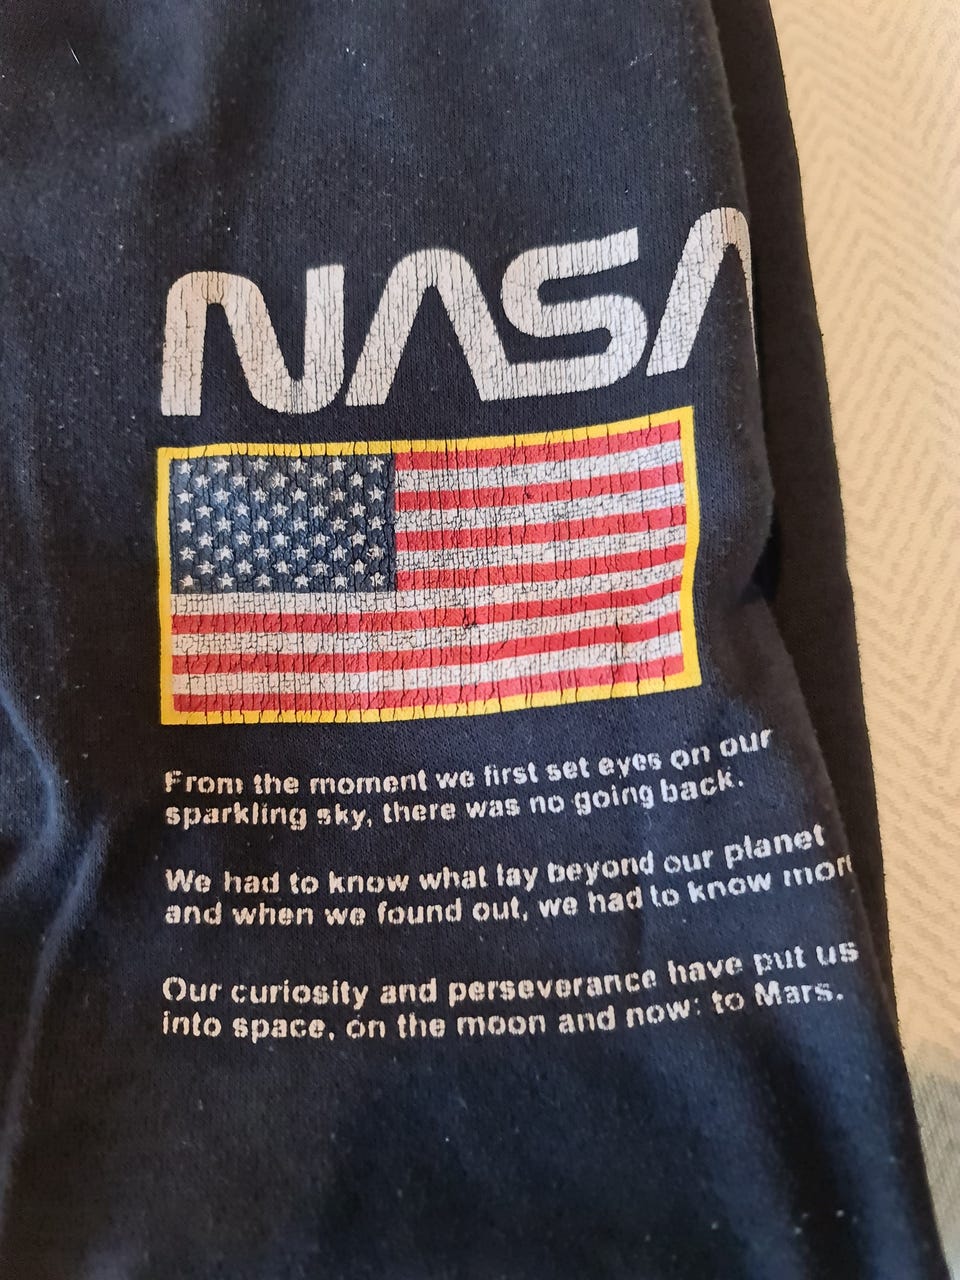 NASA
From the moment we first set eyes on our
sparkling sky, there was no going back.
We had to know what lay beyond our planet
and when we found out, we had to know more
Our curiosity and perseverance have put us
into space, on the moon and now: to Mars.